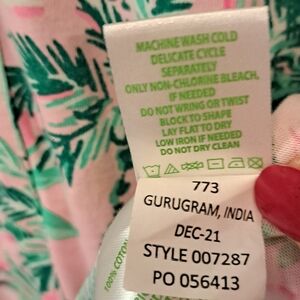 MACHINE WASH COLD
DELICATE CYCLE
SEPARATELY
ONLY NON-CHLORINE BLEACH,
IF NEEDED
DO NOT WRING OR TWIST
BLOCK TO SHAPE
LAY FLAT TO DRY
LOW IRON IF NEEDED
DO NOT DRY CLEAN
773
GURUGRAM, INDIA
DEC-21
STYLE 007287
PO 056413
100% COTTON